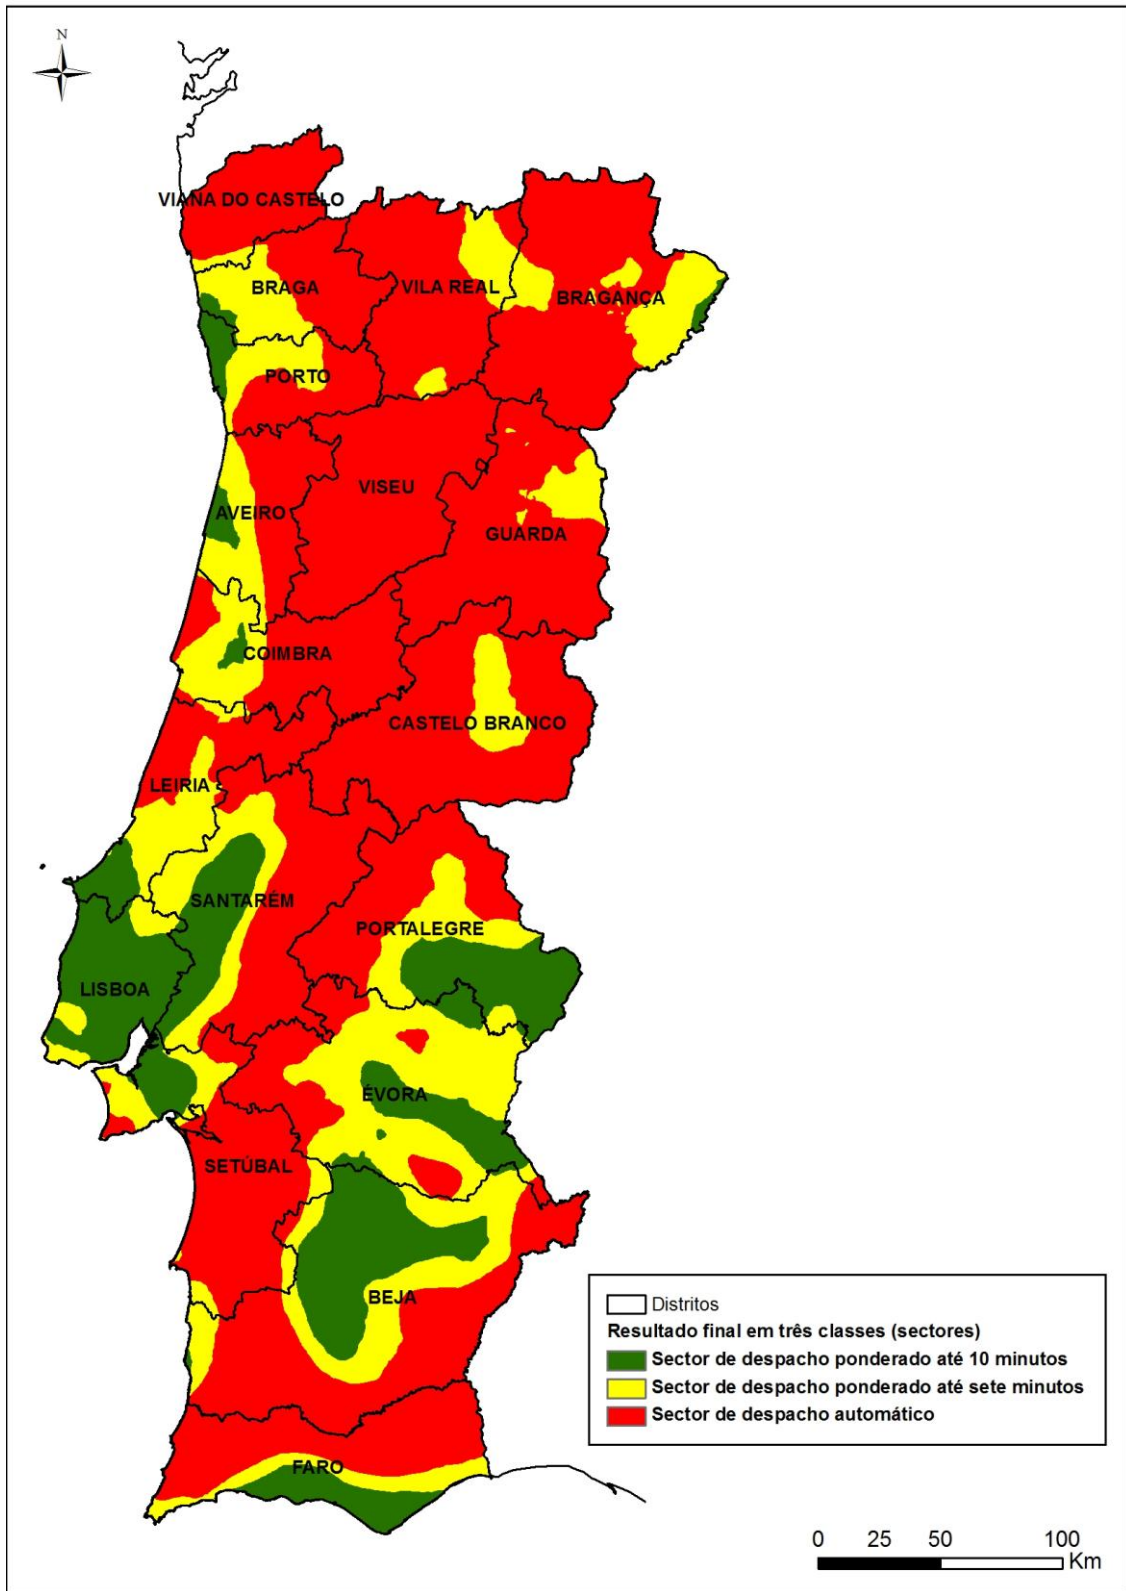 N
VIANA DO CASTELO
BRAGA
VILA REAL
BRAGANÇA
PORTO
VISEU
AVEIRO
GUARDA
COIMBRA
CASTELO BRANCO
LEIRIA
SANTARÉM
PORTALEGRE
LISBOA
ÉVORA
SETÚBAL
BEJA
FARO
Distritos
Resultado final em três classes (sectores)
Sector de despacho ponderado até 10 minutos
Sector de despacho ponderado até sete minutos
Sector de despacho automático
0 25 50 100
Km